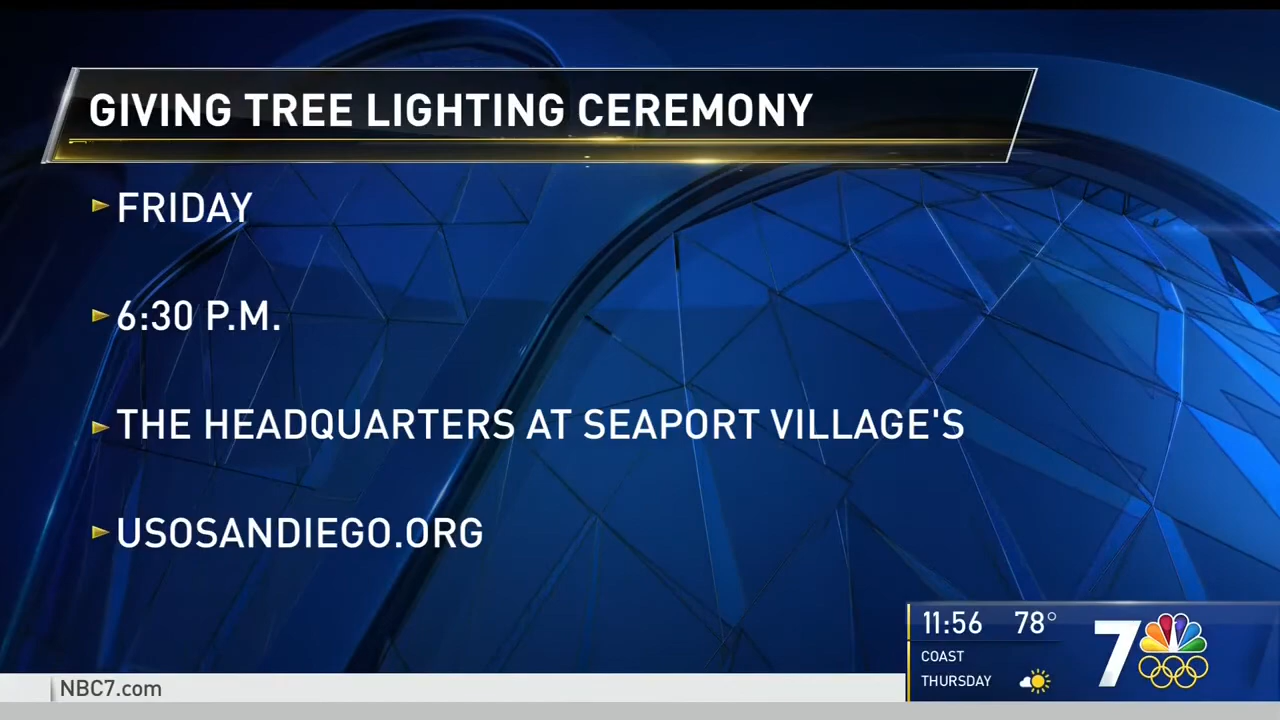 GIVING TREE LIGHTING CEREMONY
FRIDAY
6:30 P.M.
THE HEADQUARTERS AT SEAPORT VILLAGE'S
USOSANDIEGO.ORG
11:56 78°
COAST
THURSDAY
7
NBC7.com